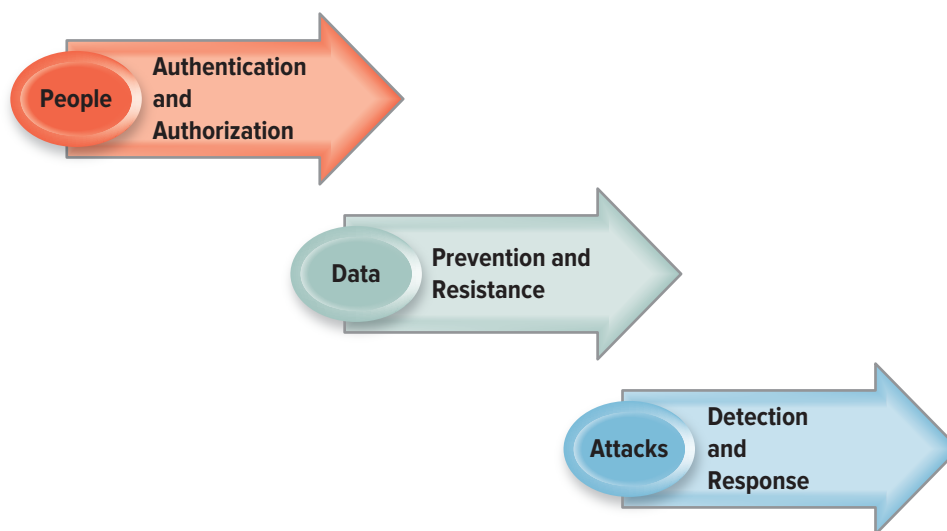 People
Authentication
and
Authorization
Data
Prevention and
Resistance
Attacks
Detection
and
Response